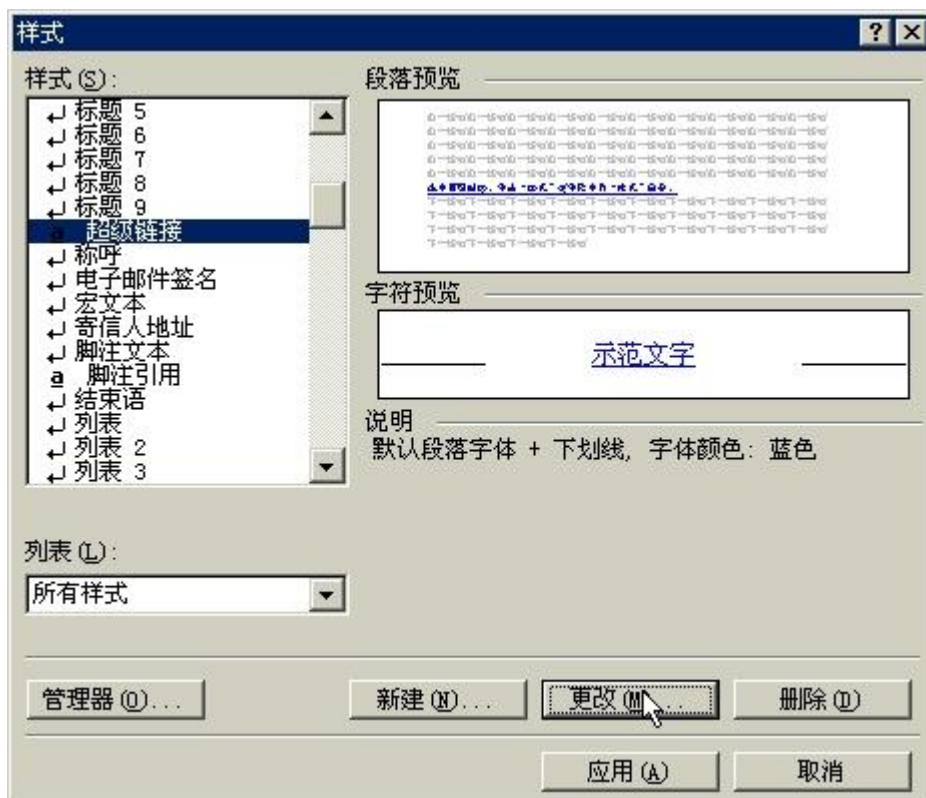 样式
样式(S):
标题 5
标题 6
标题 7
标题 8
标题 9
a 超级链接
称呼
电子邮件签名
宏文本
寄信人地址
脚注文本
a 脚注引用
结束语
列表
列表 2
列表 3
列表(L):
所有样式
段落预览
字符预览
示范文字
说明
默认段落字体 + 下划线, 字体颜色: 蓝色
管理器(O)...
新建(N)...
更改(M)...
删除(D)
应用(A)
取消